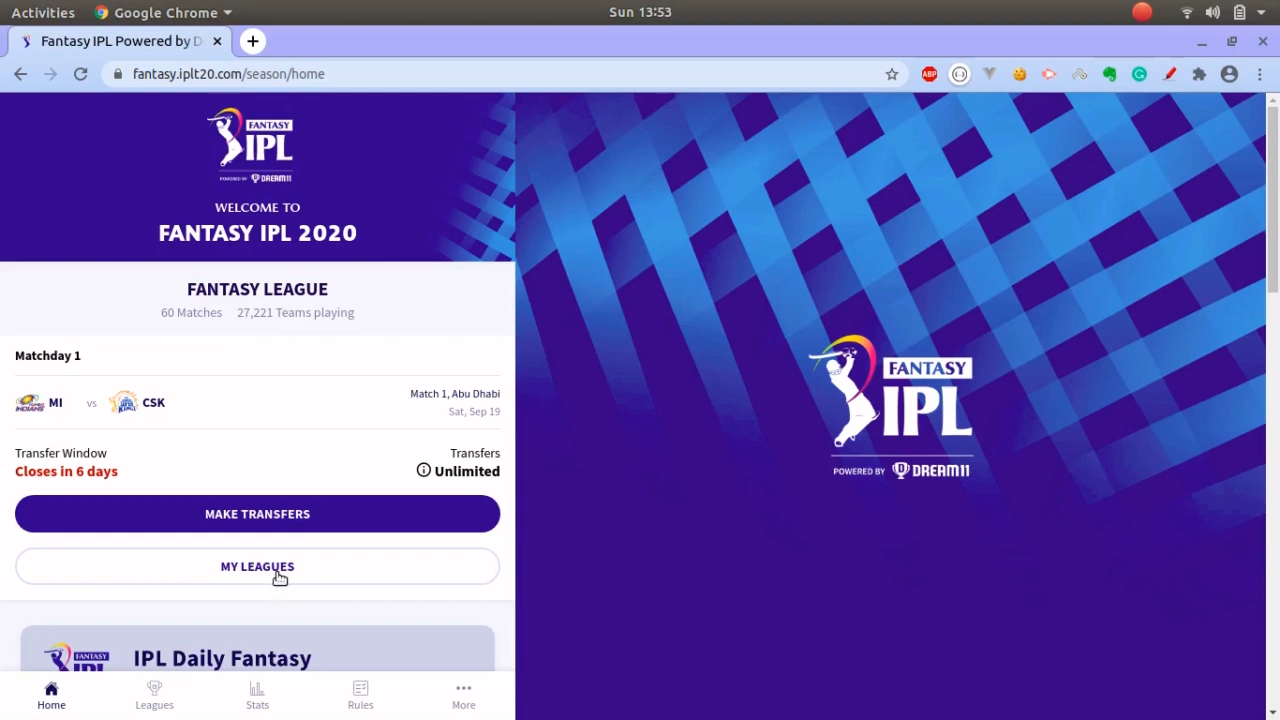 Activities
Google Chrome
Sun 13:53
Fantasy IPL Powered by D
fantasy.iplt20.com/season/home
ABP
FANTASY
IPL
POWERED BY DREAM11
WELCOME TO
FANTASY IPL 2020
FANTASY LEAGUE
60 Matches 27,221 Teams playing
Matchday 1
MI vs CSK
Match 1, Abu Dhabi
Sat, Sep 19
Transfer Window
Closes in 6 days
Transfers
Unlimited
MAKE TRANSFERS
MY LEAGUES
FANTASY
IPL
IPL Daily Fantasy
Home
Leagues
Stats
Rules
More
FANTASY
IPL
POWERED BY DREAM11